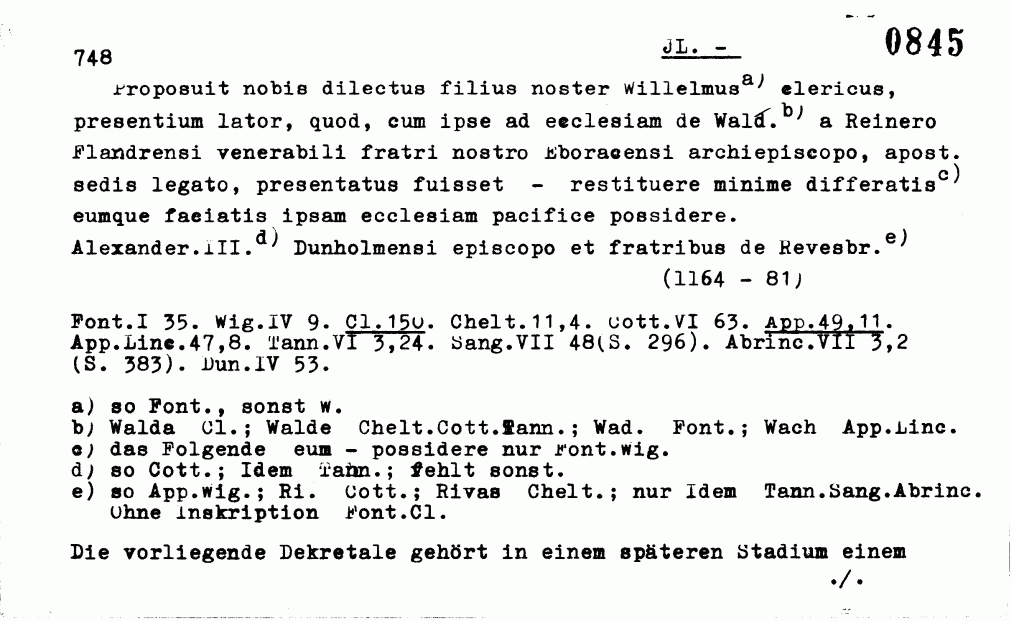 748 JL. - 0845
Proposuit nobis dilectus filius noster Willelmus a) clericus,
presentium lator, quod, cum ipse ad ecclesiam de Wald. b) a Reinero
Flandrensi venerabili fratri nostro Eboracensi archiepiscopo, apost.
sedis legato, presentatus fuisset - restituere minime differatis c)
eumque faciatis ipsam ecclesiam pacifice possidere.
Alexander.III. d) Dunholmensi episcopo et fratribus de Revesbr. e)
(1164 - 81)
Font.I 35. Wig.IV 9. Cl.150. Chelt.11,4. Cott.VI 63. App.49,11.
App.Linc.47,8. Tann.VI 3,24. Sang.VII 48(S. 296). Abrinc.VII 3,2
(S. 383). Dun.IV 53.
a) so Font., sonst W.
b) Walda Cl.; Walde Chelt.Cott.Tann.; Wad. Font.; Wach App.Linc.
c) das Folgende eum - possidere nur Font.Wig.
d) so Cott.; Idem Tann.; fehlt sonst.
e) so App.Wig.; Ri. Cott.; Rivas Chelt.; nur Idem Tann.Sang.Abrinc.
Ohne Inskription Font.Cl.
Die vorliegende Dekretale gehört in einem späteren Stadium einem
./.